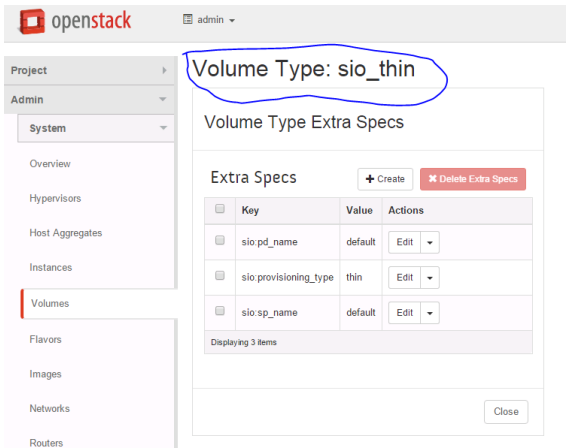 openstack
admin
Project
Admin
System
Overview
Hypervisors
Host Aggregates
Instances
Volumes
Flavors
Images
Networks
Routers
Volume Type: sio_thin
Volume Type Extra Specs
Extra Specs
Create
Delete Extra Specs
Key Value Actions
sio:pd_name default Edit
sio:provisioning_type thin Edit
sio:sp_name default Edit
Displaying 3 items
Close